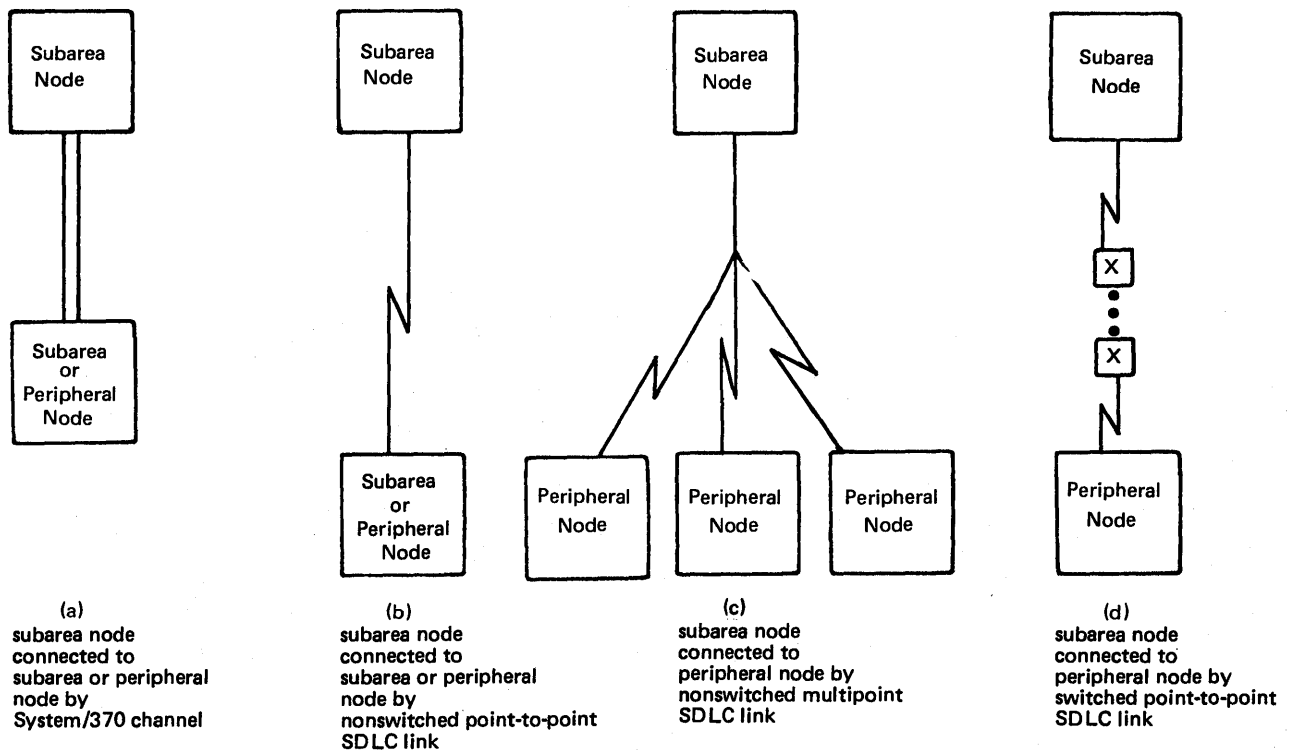 Subarea
Node
Subarea
or
Peripheral
Node
(a)
subarea node
connected to
subarea or peripheral
node by
System/370 channel
Subarea
Node
Subarea
or
Peripheral
Node
(b)
subarea node
connected to
subarea or peripheral
node by
nonswitched point-to-point
SDLC link
Subarea
Node
Peripheral
Node
Peripheral
Node
Peripheral
Node
(c)
subarea node
connected to
peripheral node by
nonswitched multipoint
SDLC link
Subarea
Node
X
X
Peripheral
Node
(d)
subarea node
connected to
peripheral node by
switched point-to-point
SDLC link